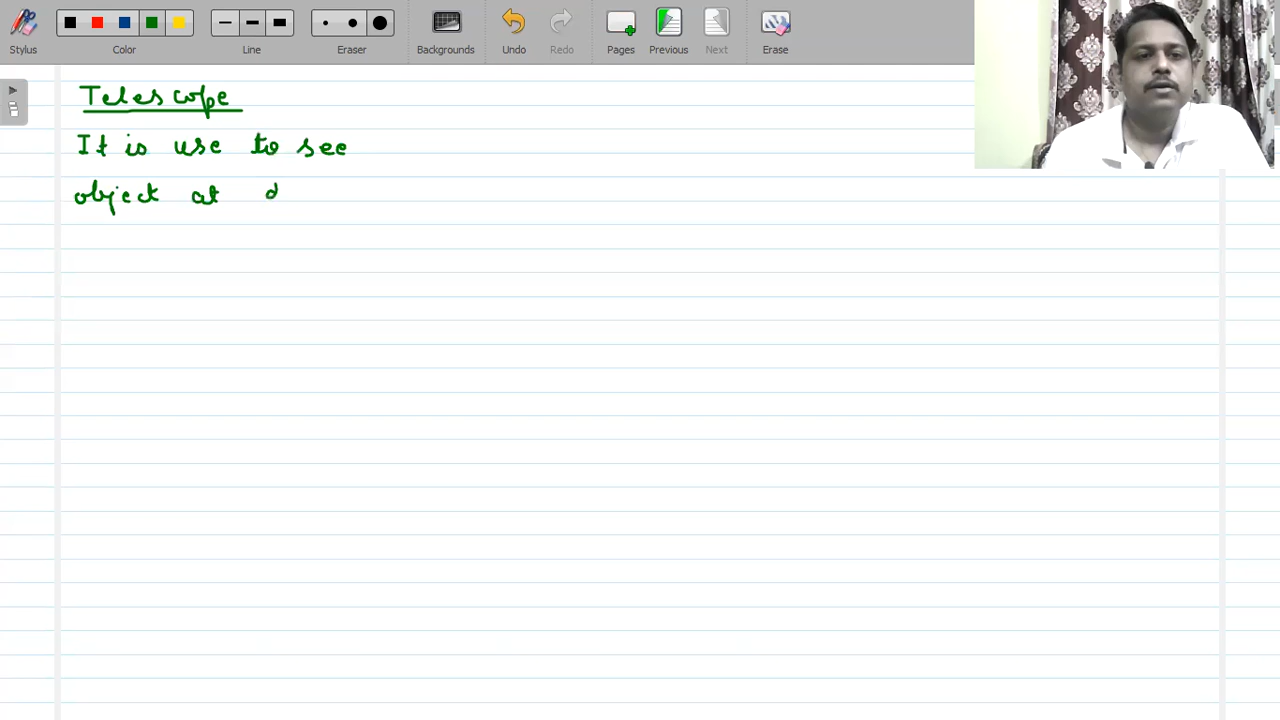 Stylus Color Line Eraser Backgrounds Undo Redo Pages Previous Next Erase
Telescope
It is use to see
object at d